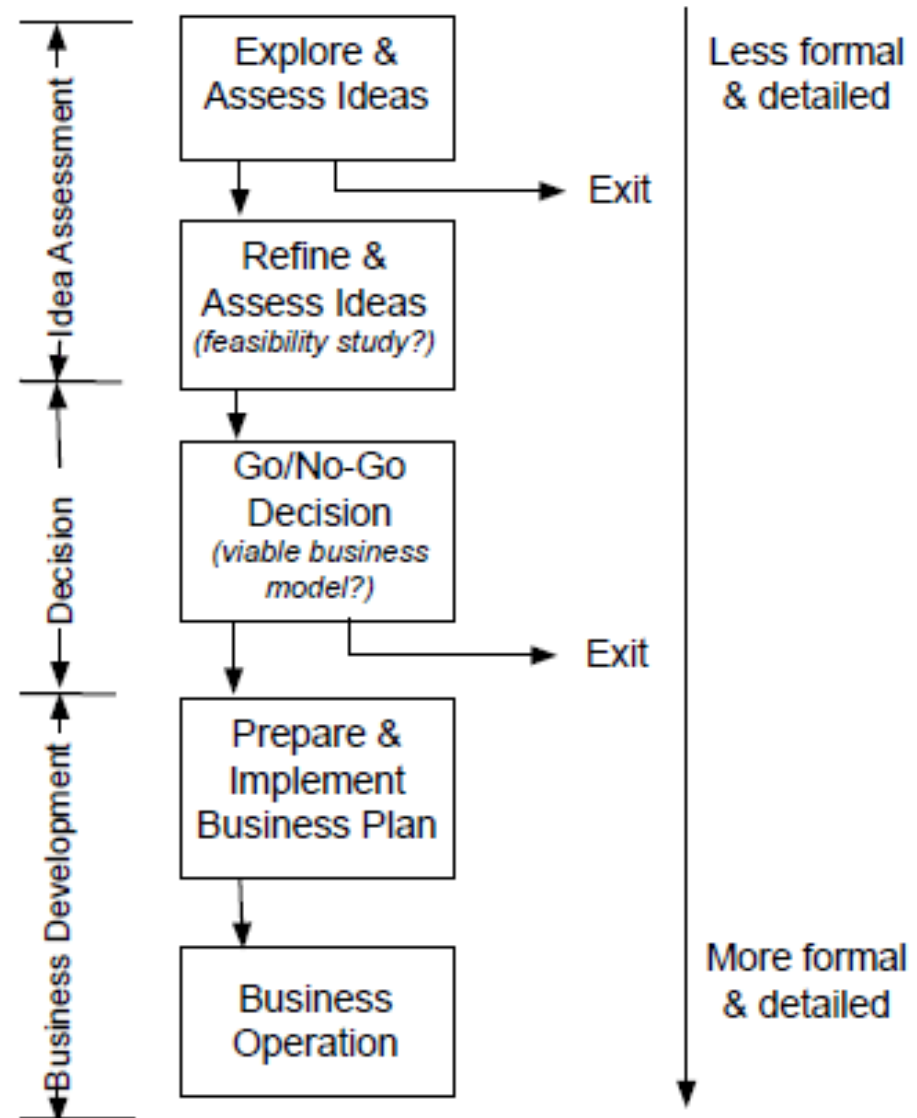 Explore &
Assess Ideas
Less formal
& detailed
Exit
Idea Assessment
Refine &
Assess Ideas
(feasibility study?)
Go/No-Go
Decision
(viable business
model?)
Decision
Exit
Prepare &
Implement
Business Plan
Business Development
Business
Operation
More formal
& detailed